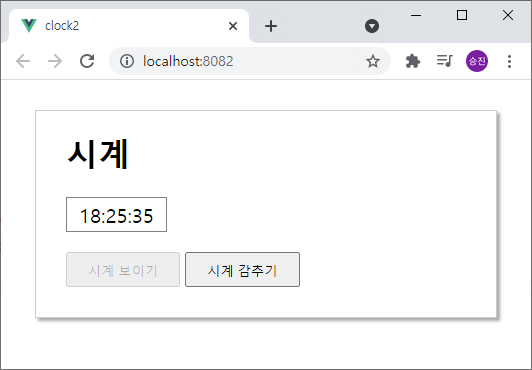 clock2
localhost:8082
승진
시계
18:25:35
시계 보이기 시계 감추기